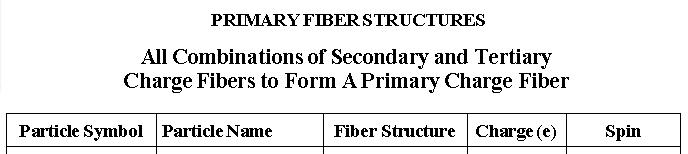 PRIMARY FIBER STRUCTURES
All Combinations of Secondary and Tertiary
Charge Fibers to Form A Primary Charge Fiber
Particle Symbol Particle Name Fiber Structure Charge (e) Spin